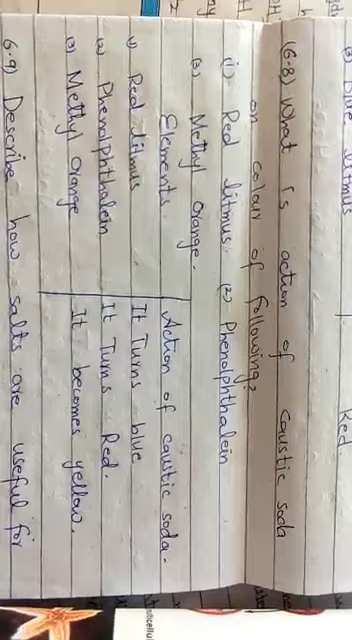 (3) Blue litmus
Red.
(6.8) What is action of caustic soda
on colour of following?
(1) Red litmus. (2) Phenolphthalein
(3) Methyl orange.
Elements. Action of caustic soda.
1) Red litmus It Turns blue
(2) Phenolphthalein It Turns Red.
(3) Methyl orange It becomes yellow.
6.9) Describe how salts are useful for